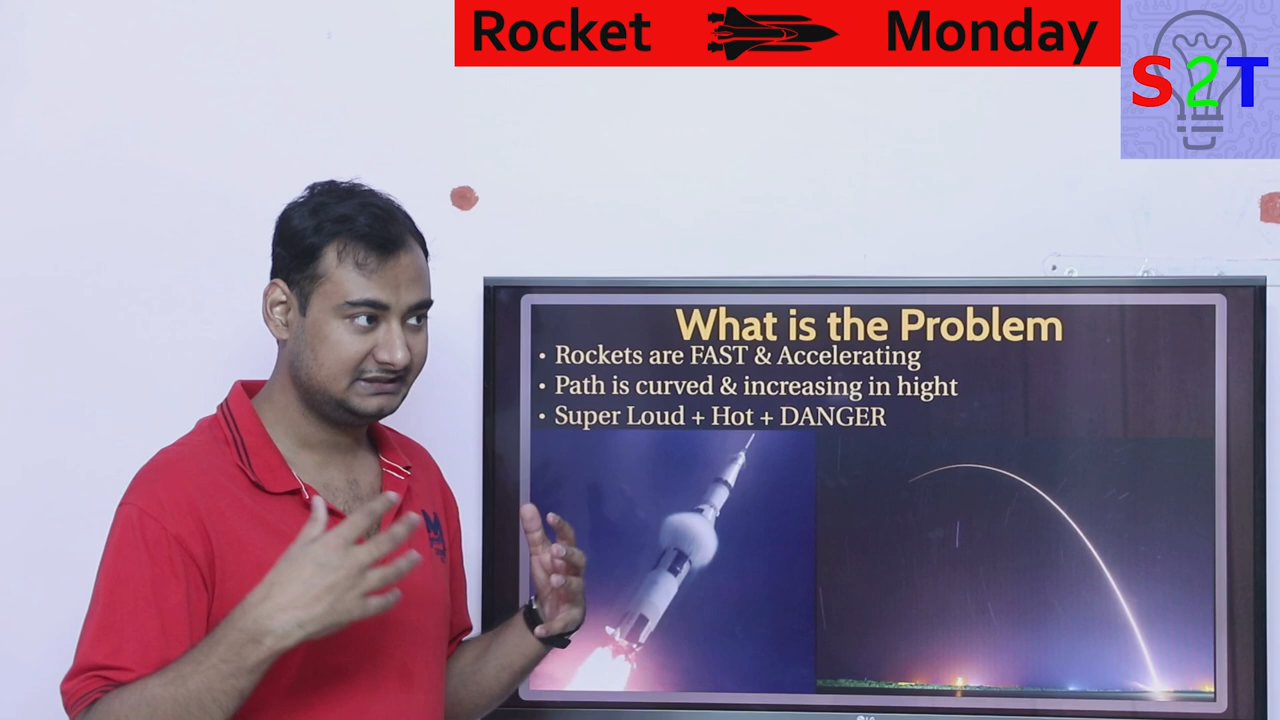 Rocket Monday
S2T
What is the Problem
• Rockets are FAST & Accelerating
• Path is curved & increasing in hight
• Super Loud + Hot + DANGER
M
LG